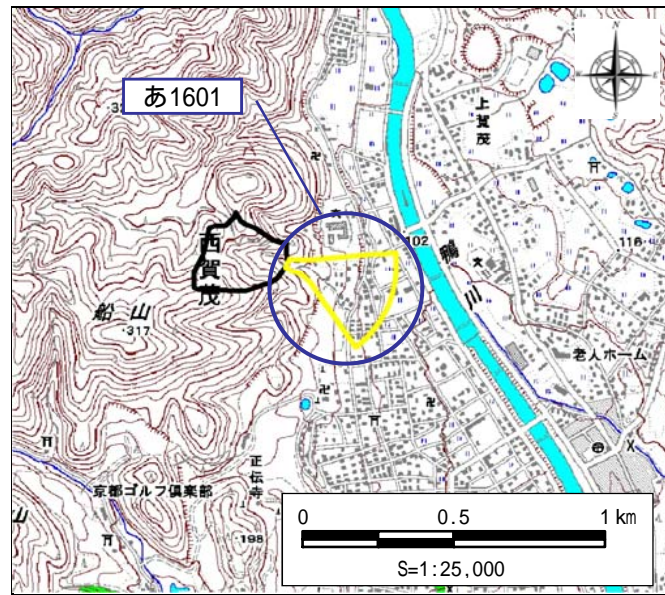 あ1601
上賀茂
西賀茂
102
鴨川
116
船山
317
老人ホーム
正伝寺
京都ゴルフ倶楽部
山
198
0 0.5 1km
S=1:25,000